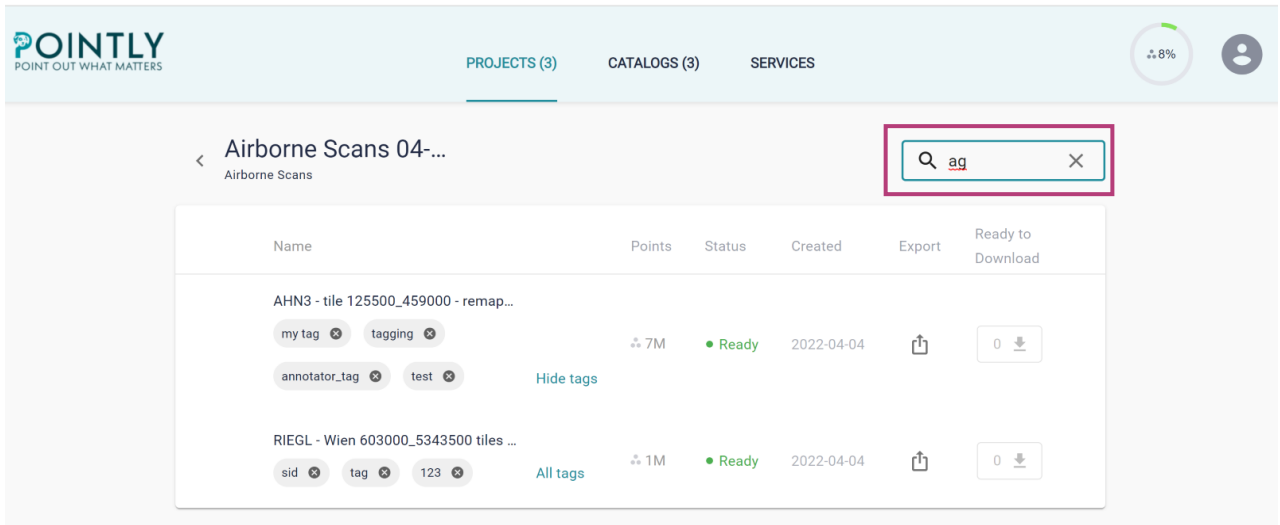 POINTLY
POINT OUT WHAT MATTERS
PROJECTS (3) CATALOGS (3) SERVICES
8%
Airborne Scans 04-...
Airborne Scans
ag
Name Points Status Created Export Ready to Download
AHN3 - tile 125500_459000 - remap...
my tag tagging
7M Ready 2022-04-04 0
annotator_tag test Hide tags
RIEGL - Wien 603000_5343500 tiles ...
1M Ready 2022-04-04 0
sid tag 123 All tags